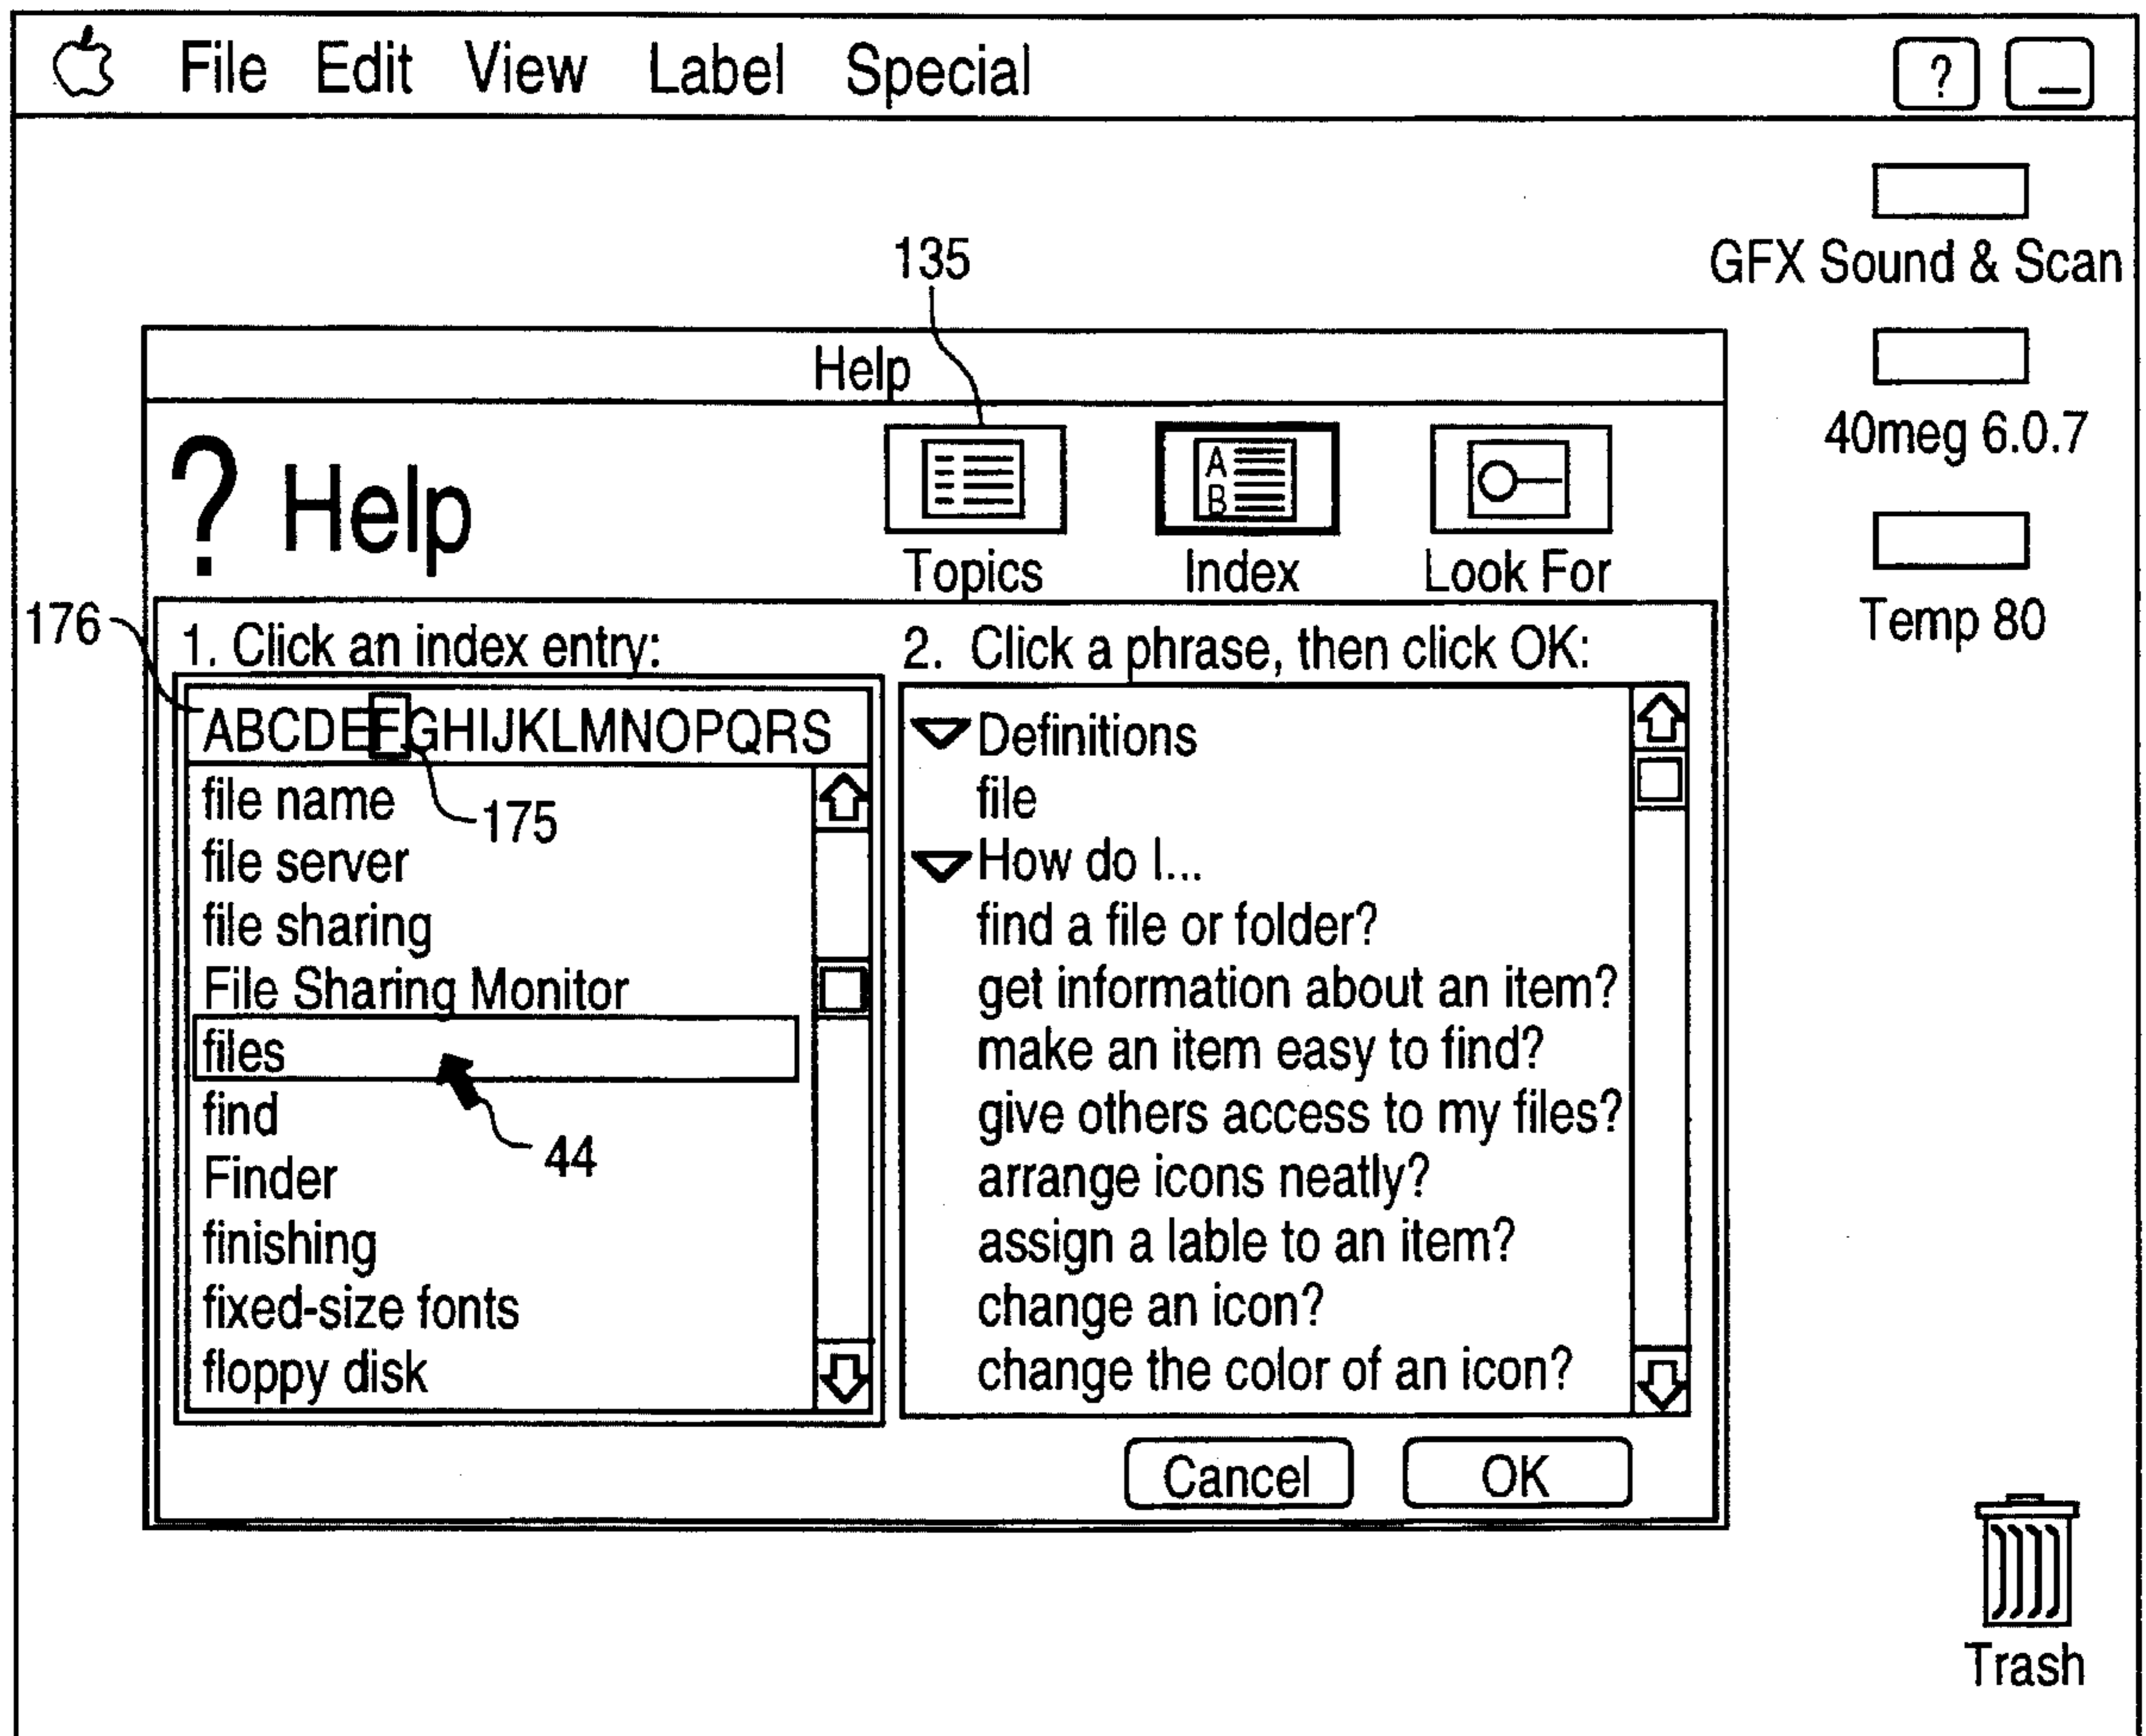 File Edit View Label Special ?
GFX Sound & Scan
135
Help
40meg 6.0.7
? Help
A
B
Topics Index Look For
Temp 80
176
1. Click an index entry:
2. Click a phrase, then click OK:
ABCDEFGHIJKLMNOPQRS
175
file name
file server
file sharing
File Sharing Monitor
files
find
44
Finder
finishing
fixed-size fonts
floppy disk
Definitions
file
How do I...
find a file or folder?
get information about an item?
make an item easy to find?
give others access to my files?
arrange icons neatly?
assign a lable to an item?
change an icon?
change the color of an icon?
Cancel OK
Trash